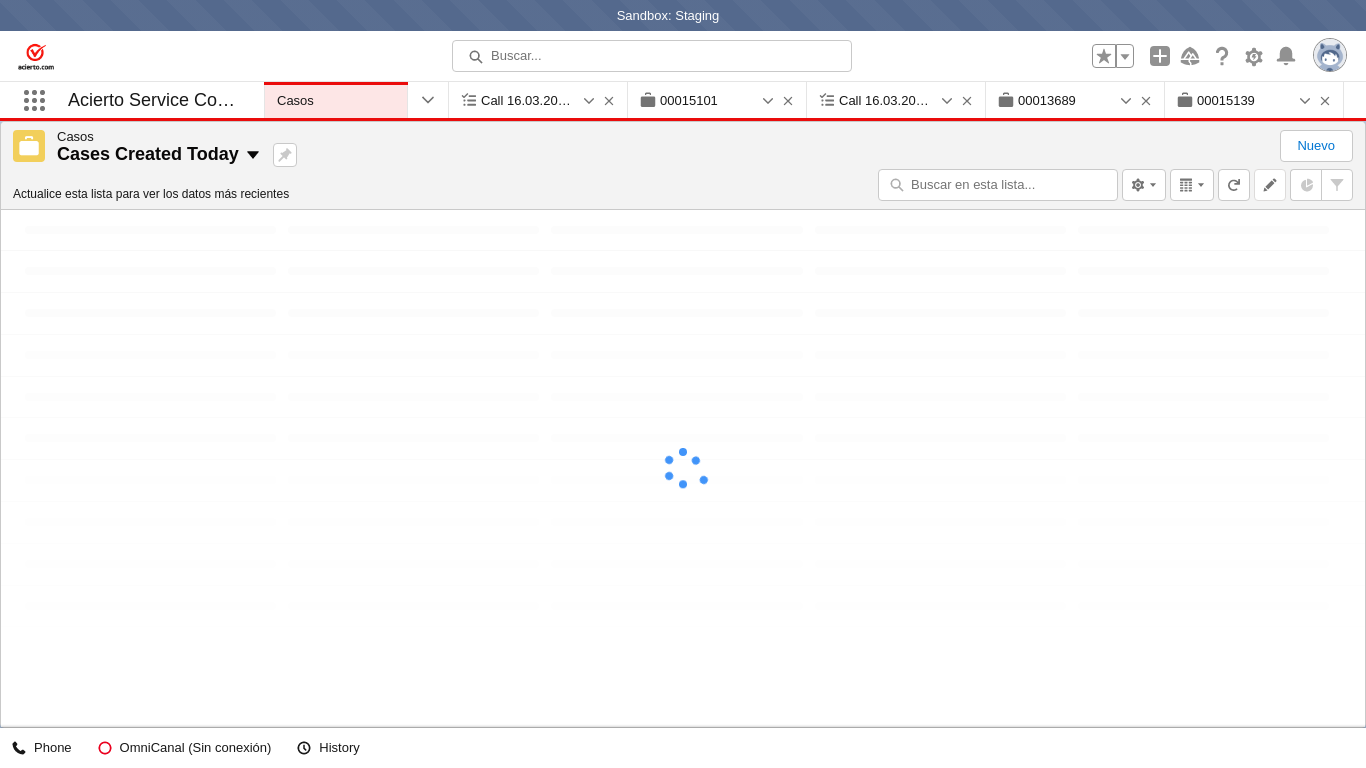 Sandbox: Staging
acierto.com
Buscar...
Acierto Service Co…
Casos
Call 16.03.20…
00015101
Call 16.03.20…
00013689
00015139
Casos
Cases Created Today
Nuevo
Actualice esta lista para ver los datos más recientes
Buscar en esta lista...
Phone
OmniCanal (Sin conexión)
History